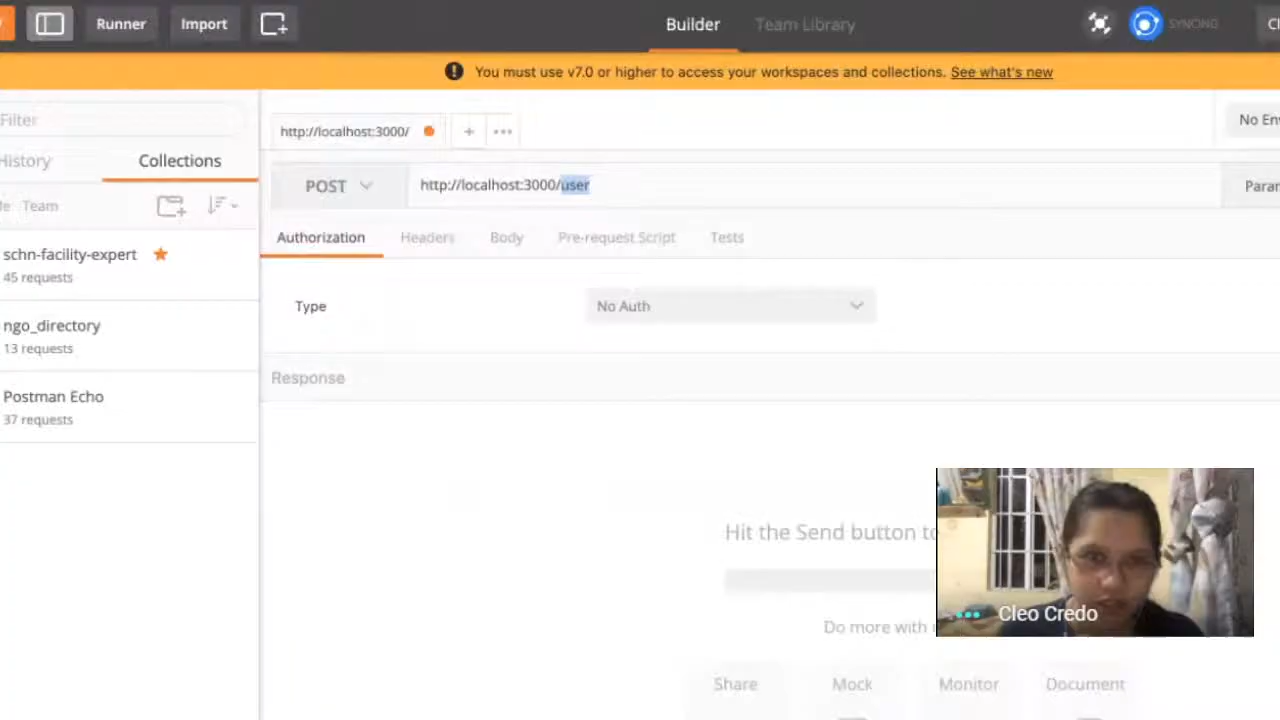 Runner
Import
Builder
Team Library
SYNCING
You must use v7.0 or higher to access your workspaces and collections. See what's new
Filter
History
Collections
Team
schn-facility-expert
45 requests
ngo_directory
13 requests
Postman Echo
37 requests
http://localhost:3000/
+
•••
No En
POST
http://localhost:3000/user
Param
Authorization
Headers
Body
Pre-request Script
Tests
Type
No Auth
Response
Hit the Send button to
Do more with
Share
Mock
Monitor
Document
Cleo Credo